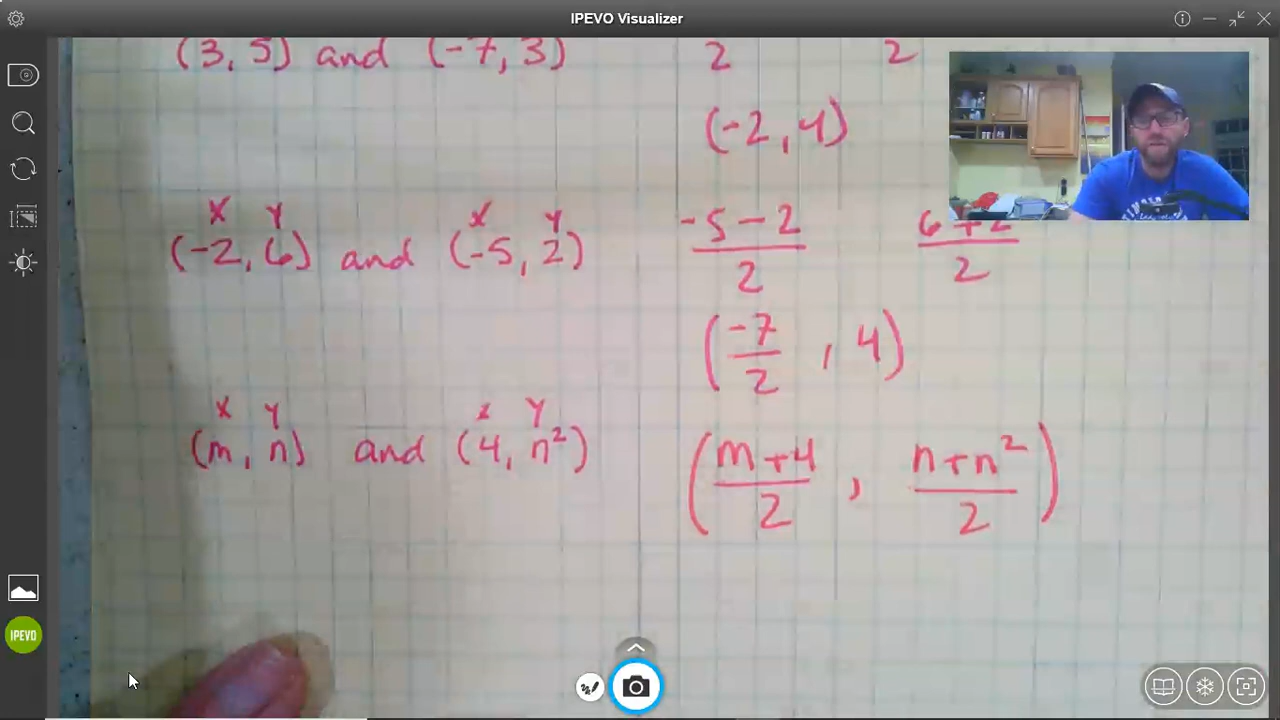 IPEVO Visualizer
(3, 5) and (-7, 3) 2 2
(-2, 4)
x y x y
(-2, 6) and (-5, 2) -5 - 2 6 + 2
2 2
(-7/2, 4)
x y x y
(m, n) and (4, n²) (m+4/2, n+n²/2)
IPEVO